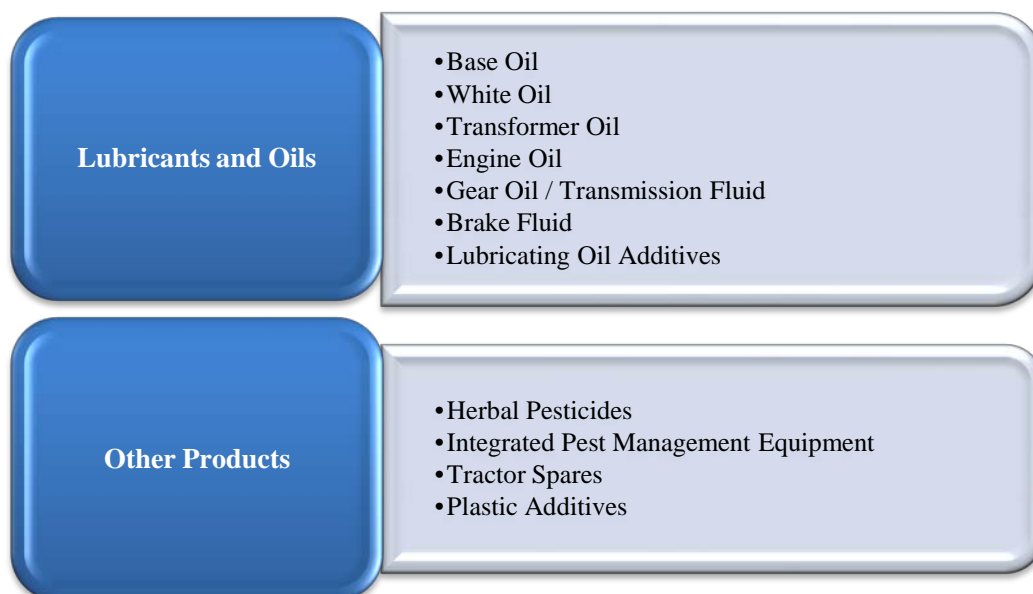 Lubricants and Oils
•Base Oil
•White Oil
•Transformer Oil
•Engine Oil
•Gear Oil / Transmission Fluid
•Brake Fluid
•Lubricating Oil Additives
Other Products
•Herbal Pesticides
•Integrated Pest Management Equipment
•Tractor Spares
•Plastic Additives